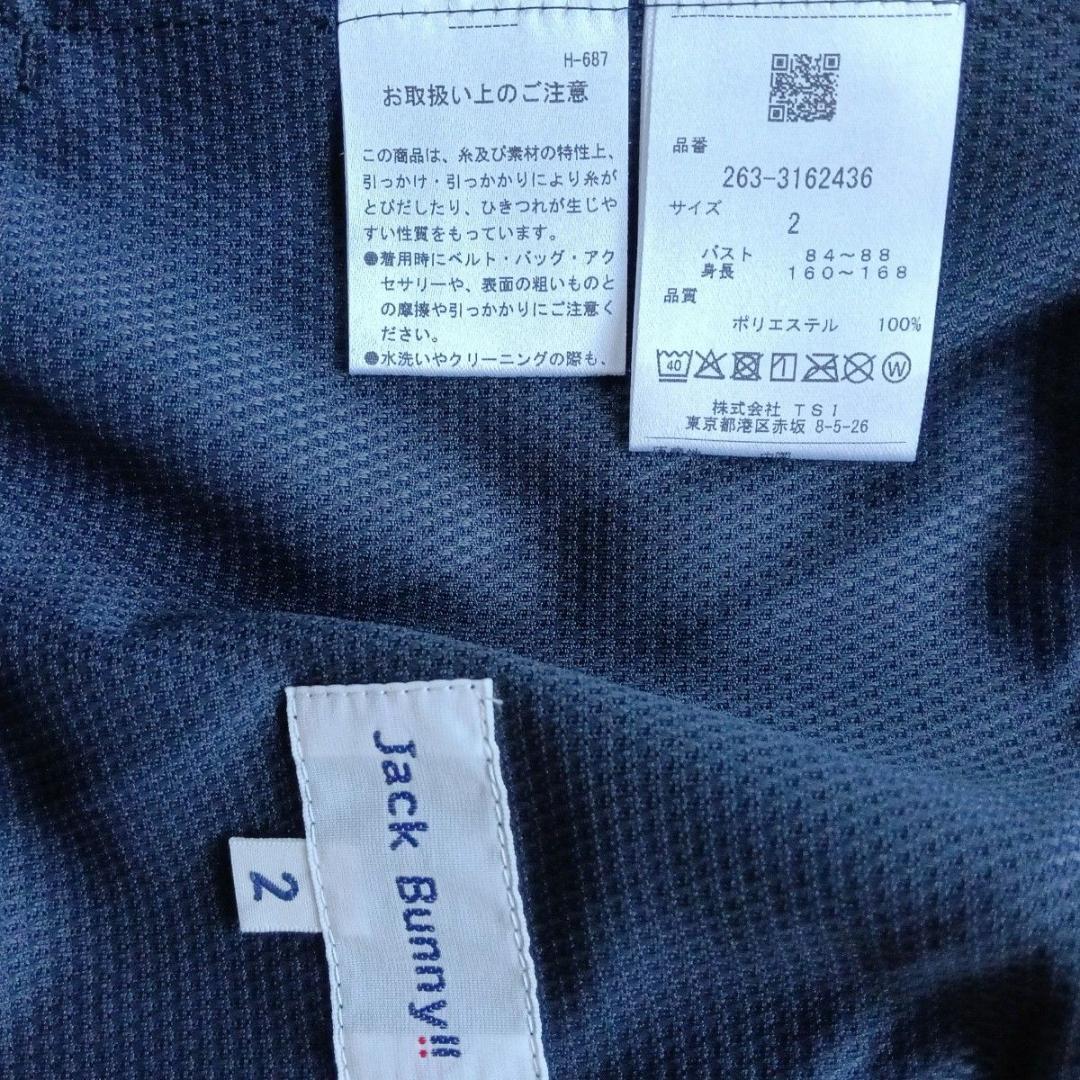 H-687
お取扱い上のご注意
この商品は、糸及び素材の特性上、
引っかけ・引っかかりにより糸が
とびだしたり、ひきつれが生じや
すい性質をもっています。
●着用時にベルト・バッグ・アク
セサリーや、表面の粗いものと
の摩擦や引っかかりにご注意く
ださい。
●水洗いやクリーニングの際も、
品番
263-3162436
サイズ
2
バスト 84～88
身長 160～168
品質
ポリエステル 100%
40
W
株式会社 TSI
東京都港区赤坂 8-5-26
Jack Bunny!!
2